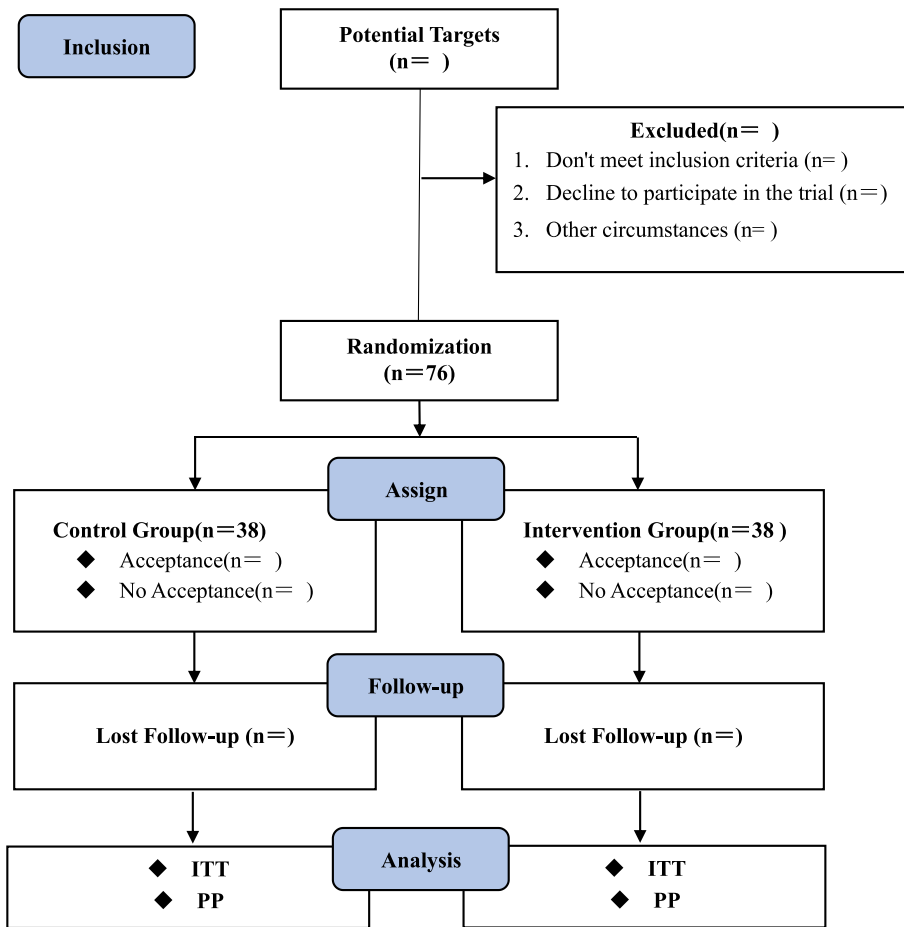 Inclusion
Potential Targets
(n＝ )
Excluded(n＝ )
1. Don't meet inclusion criteria (n= )
2. Decline to participate in the trial (n＝)
3. Other circumstances (n= )
Randomization
(n＝76)
Assign
Control Group(n＝38)
◆ Acceptance(n＝ )
◆ No Acceptance(n＝ )
Intervention Group(n＝38 )
◆ Acceptance(n＝ )
◆ No Acceptance(n＝ )
Follow-up
Lost Follow-up (n＝)
Lost Follow-up (n＝)
Analysis
◆ ITT
◆ PP
◆ ITT
◆ PP